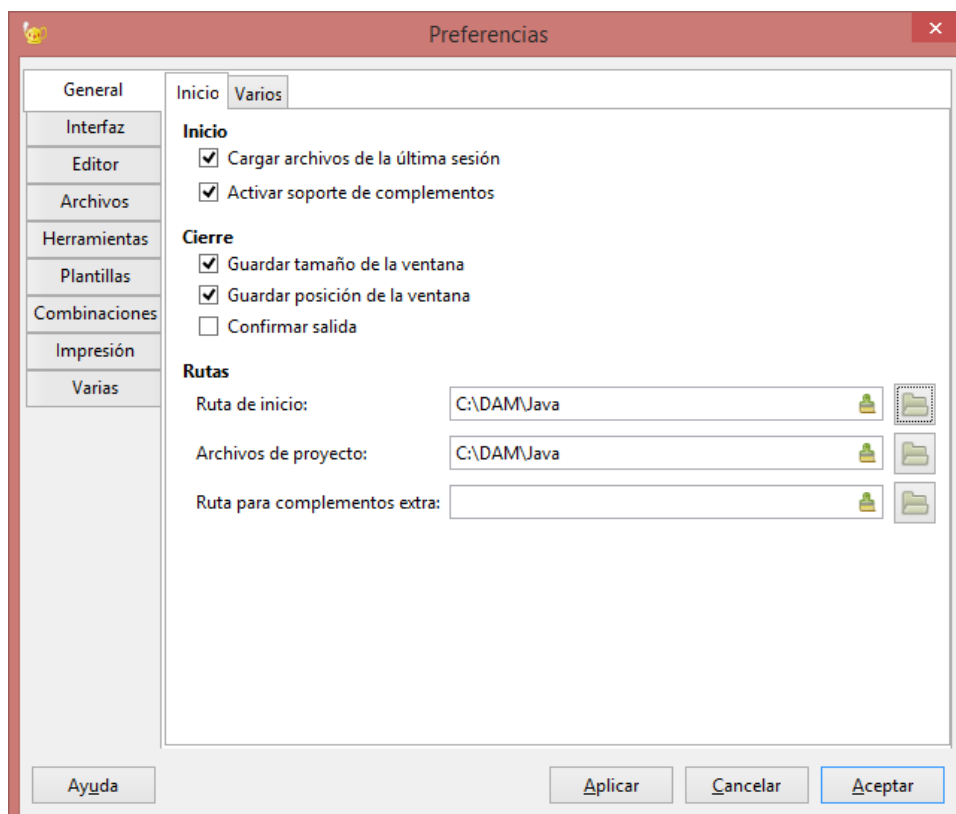 Preferencias
General
Interfaz
Editor
Archivos
Herramientas
Plantillas
Combinaciones
Impresión
Varias
Inicio Varios
Inicio
Cargar archivos de la última sesión
Activar soporte de complementos
Cierre
Guardar tamaño de la ventana
Guardar posición de la ventana
Confirmar salida
Rutas
Ruta de inicio: C:\DAM\Java
Archivos de proyecto: C:\DAM\Java
Ruta para complementos extra:
Ayuda Aplicar Cancelar Aceptar